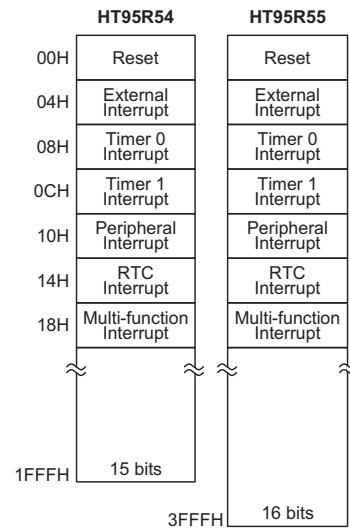 HT95R54 HT95R55
00H Reset Reset
04H External Interrupt External Interrupt
08H Timer 0 Interrupt Timer 0 Interrupt
0CH Timer 1 Interrupt Timer 1 Interrupt
10H Peripheral Interrupt Peripheral Interrupt
14H RTC Interrupt RTC Interrupt
18H Multi-function Interrupt Multi-function Interrupt
1FFFH 15 bits
3FFFH 16 bits